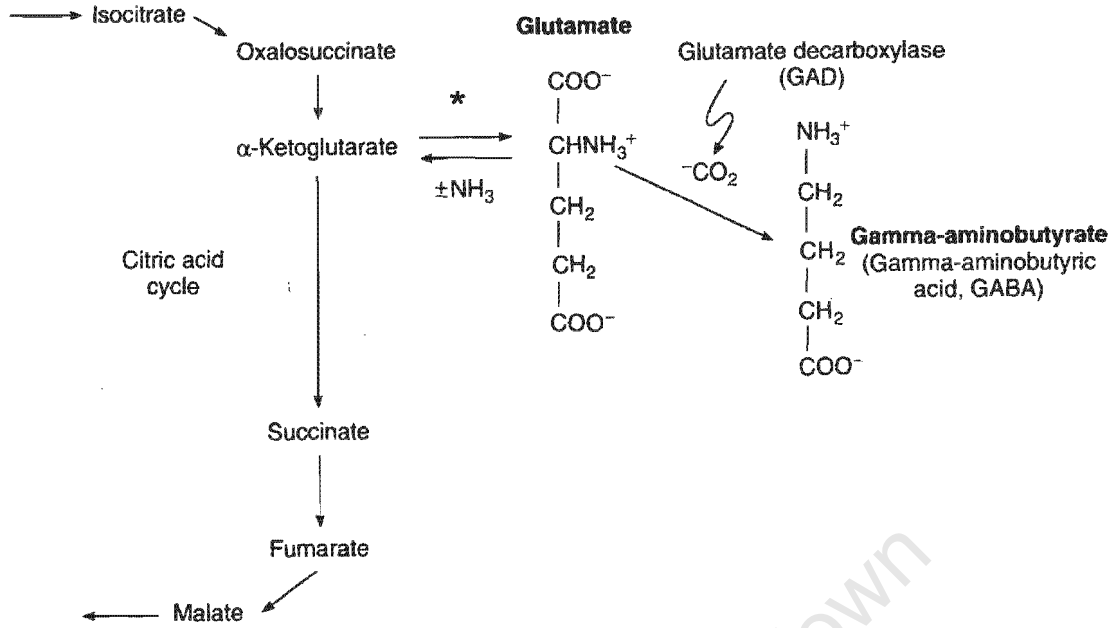 Isocitrate
Oxalosuccinate
α-Ketoglutarate
*
±NH₃
Citric acid
cycle
Succinate
Fumarate
Malate
Glutamate
COO⁻
CHNH₃⁺
CH₂
CH₂
COO⁻
Glutamate decarboxylase
(GAD)
⁻CO₂
NH₃⁺
CH₂
CH₂
CH₂
COO⁻
Gamma-aminobutyrate
(Gamma-aminobutyric
acid, GABA)
own